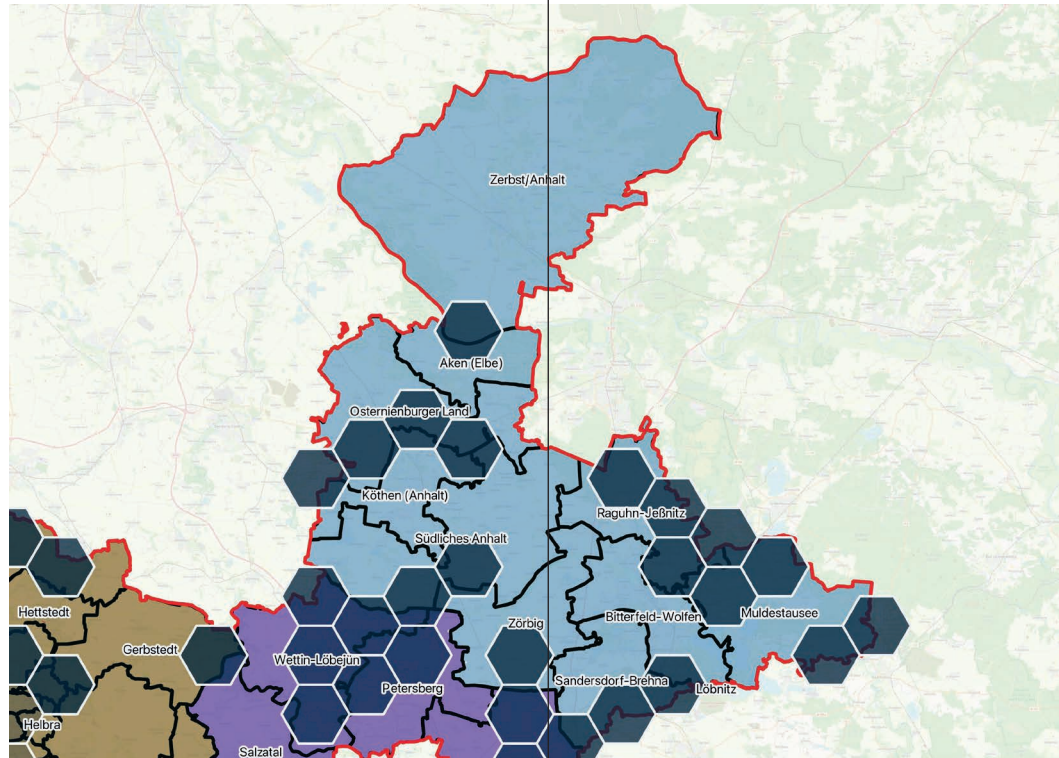 Zerbst/Anhalt
Aken (Elbe)
Osternienburger Land
Köthen (Anhalt)
Raguhn-Jeßnitz
Südliches Anhalt
Hettstedt
Bitterfeld-Wolfen
Muldestausee
Zörbig
Gerbstedt
Wettin-Löbejün
Sandersdorf-Brehna
Petersberg
Löbnitz
Helbra
Salzatal